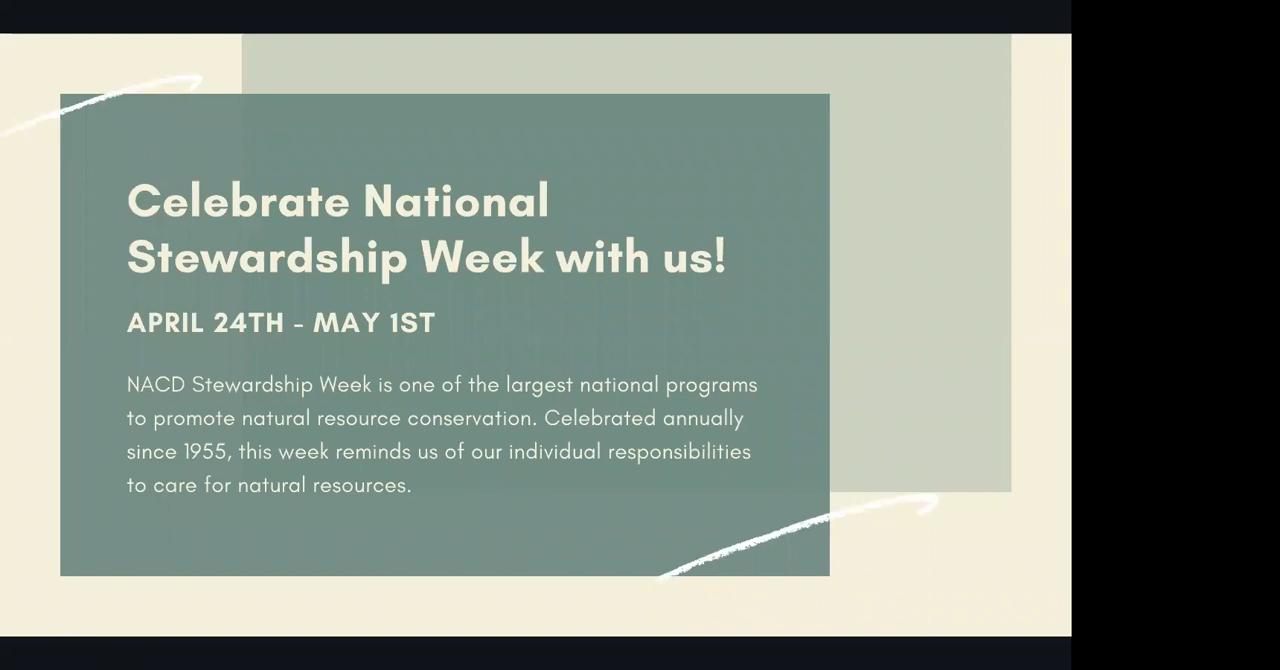 Celebrate National
Stewardship Week with us!
APRIL 24TH - MAY 1ST
NACD Stewardship Week is one of the largest national programs
to promote natural resource conservation. Celebrated annually
since 1955, this week reminds us of our individual responsibilities
to care for natural resources.